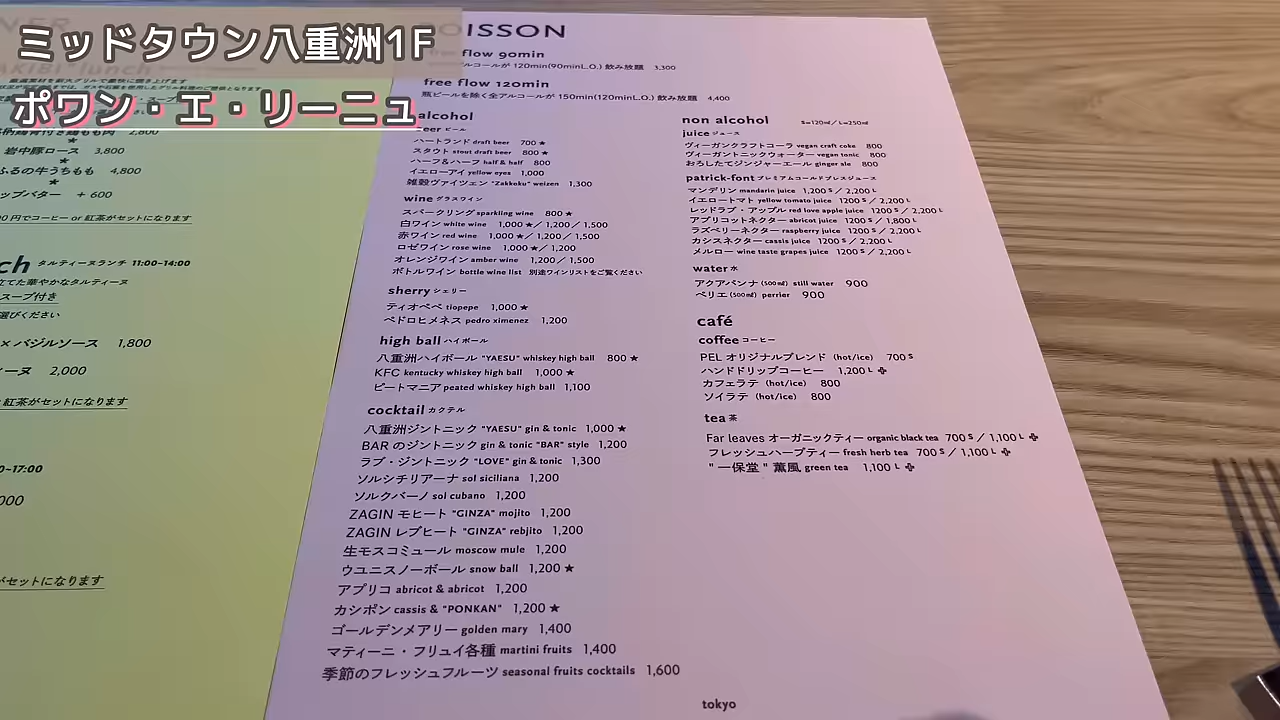 ミッドタウン八重洲1F
ポワン・エ・リーニュ
2,800
★
岩中豚ロース 3,800
★
ふるの牛うちもも 4,800
★
ップバター + 600
円でコーヒー or 紅茶がセットになります
ch タルティーヌランチ 11:00~14:00
立てた華やかなタルティーヌ
スープ付き
選びください
×バジルソース 1,800
ィーヌ 2,000
紅茶がセットになります
0~17:00
000
がセットになります
OISSON
flow 90min
ルコールが 120min(90minL.O.) 飲み放題 3,300
free flow 120min
瓶ビールを除く全アルコールが 150min(120minL.O.) 飲み放題 4,400
alcohol
beer ビール
ハートランド draft beer 700 ★
スタウト stout draft beer 800 ★
ハーフ&ハーフ half & half 800
イエローアイ yellow eyes 1,000
雑穀ヴァイツェン "Zakkoku" weizen 1,300
wine グラスワイン
スパークリング sparkling wine 800 ★
白ワイン white wine 1,000 ★／1,200／1,500
赤ワイン red wine 1,000 ★／1,200／1,500
ロゼワイン rose wine 1,000 ★／1,200
オレンジワイン amber wine 1,200／1,500
ボトルワイン bottle wine list 別途ワインリストをご覧ください
sherry シェリー
ティオペペ tiopepe 1,000 ★
ペドロヒメネス pedro ximenez 1,200
high ball ハイボール
八重洲ハイボール "YAESU" whiskey high ball 800 ★
KFC kentucky whiskey high ball 1,000 ★
ピートマニア peated whiskey high ball 1,100
cocktail カクテル
八重洲ジントニック "YAESU" gin & tonic 1,000 ★
BAR のジントニック gin & tonic "BAR" style 1,200
ラブ・ジントニック "LOVE" gin & tonic 1,300
ソルシチリアーナ sol siciliana 1,200
ソルクバーノ sol cubano 1,200
ZAGIN モヒート "GINZA" mojito 1,200
ZAGIN レブヒート "GINZA" rebjito 1,200
生モスコミュール moscow mule 1,200
ウユニスノーボール snow ball 1,200 ★
アプリコ abricot & abricot 1,200
カシポン cassis & "PONKAN" 1,200 ★
ゴールデンメアリー golden mary 1,400
マティーニ・フリュイ各種 martini fruits 1,400
季節のフレッシュフルーツ seasonal fruits cocktails 1,600
non alcohol S=120㎖／L=250㎖
juice ジュース
ヴィーガンクラフトコーラ vegan craft coke 800
ヴィーガントニックウォーター vegan tonic 800
おろしたてジンジャーエール ginger ale 800
patrick-font プレミアムコールドプレスジュース
マンデリン mandarin juice 1,200 S／2,200 L
イエロートマト yellow tomato juice 1200 S／2,200 L
レッドラブ・アップル red love apple juice 1200 S／2,200 L
アプリコットネクター abricot juice 1200 S／1,800 L
ラズベリーネクター raspberry juice 1200 S／2,200 L
カシスネクター cassis juice 1200 S／2,200 L
メルロー wine taste grapes juice 1200 S／2,200 L
water 水
アクアパンナ (500㎖) still water 900
ペリエ (500㎖) perrier 900
café
coffee コーヒー
PEL オリジナルブレンド (hot/ice) 700 S
ハンドドリップコーヒー 1,200 L
カフェラテ (hot/ice) 800
ソイラテ (hot/ice) 800
tea 茶
Far leaves オーガニックティー organic black tea 700 S／1,100 L
フレッシュハーブティー fresh herb tea 700 S／1,100 L
"一保堂" 薫風 green tea 1,100 L
tokyo